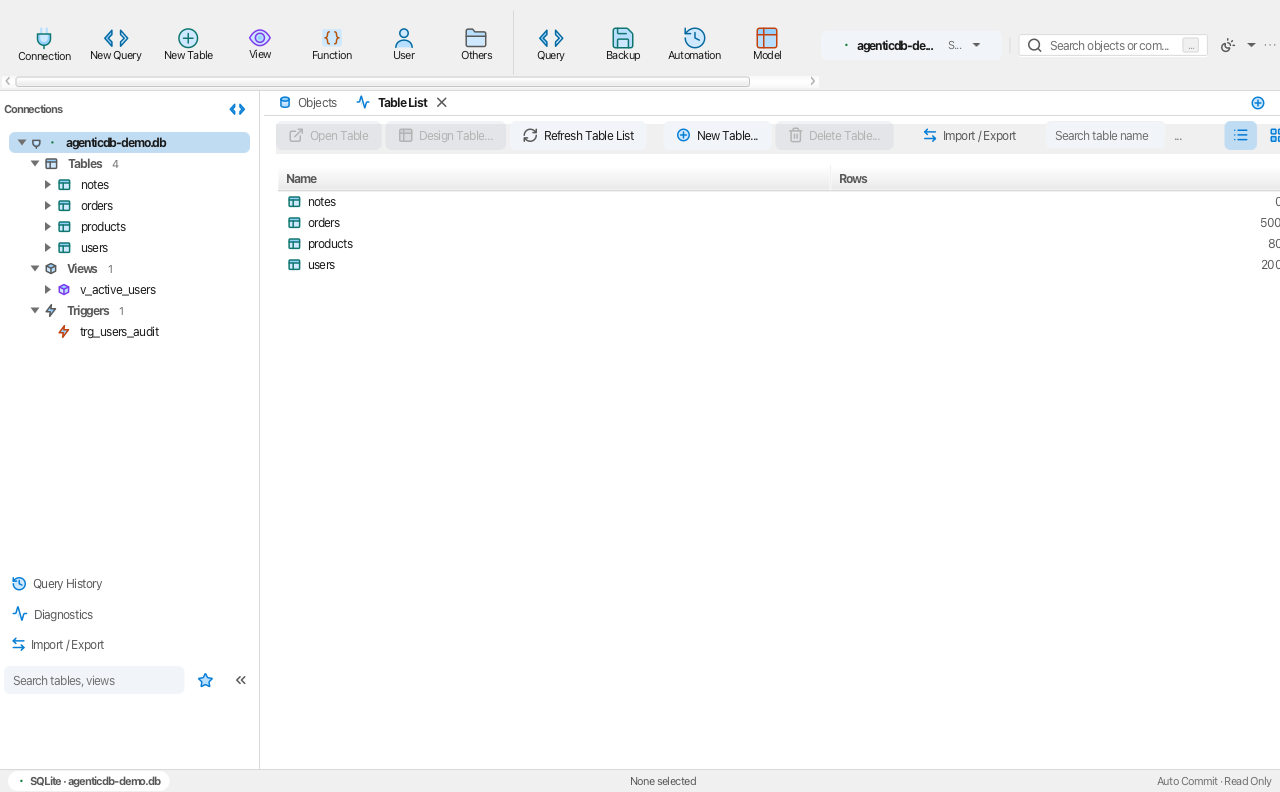 Connection
New Query
New Table
View
Function
User
Others
Query
Backup
Automation
Model
agenticdb-de...
S...
Search objects or com...
...
Connections
Objects
Table List
Open Table
Design Table...
Refresh Table List
New Table...
Delete Table...
Import / Export
Search table name
...
agenticdb-demo.db
Tables 4
notes
orders
products
users
Views 1
v_active_users
Triggers 1
trg_users_audit
Name Rows
notes 0
orders 500
products 80
users 200
Query History
Diagnostics
Import / Export
Search tables, views
SQLite · agenticdb-demo.db
None selected
Auto Commit · Read Only